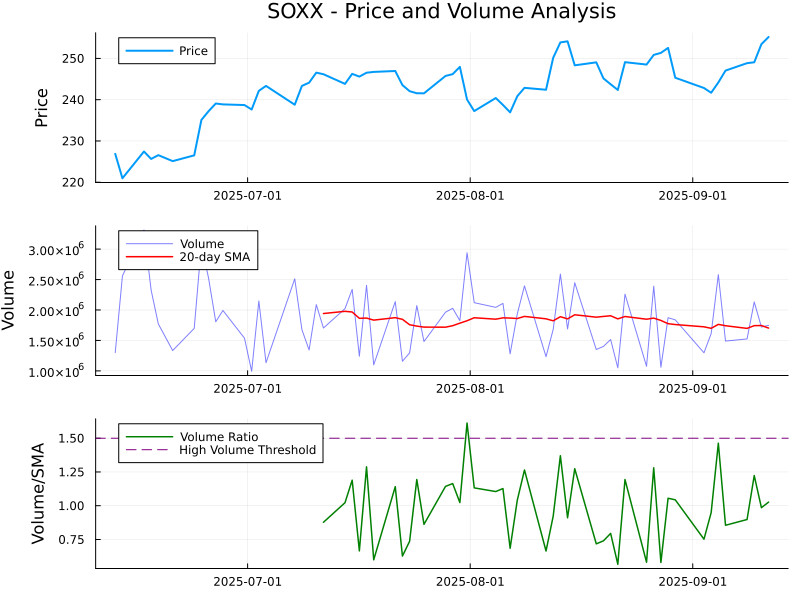 SOXX - Price and Volume Analysis
Price
Price
250
240
230
220
2025-07-01
2025-08-01
2025-09-01
Volume
Volume
20-day SMA
3.00×10⁶
2.50×10⁶
2.00×10⁶
1.50×10⁶
1.00×10⁶
2025-07-01
2025-08-01
2025-09-01
Volume/SMA
Volume Ratio
High Volume Threshold
1.50
1.25
1.00
0.75
2025-07-01
2025-08-01
2025-09-01